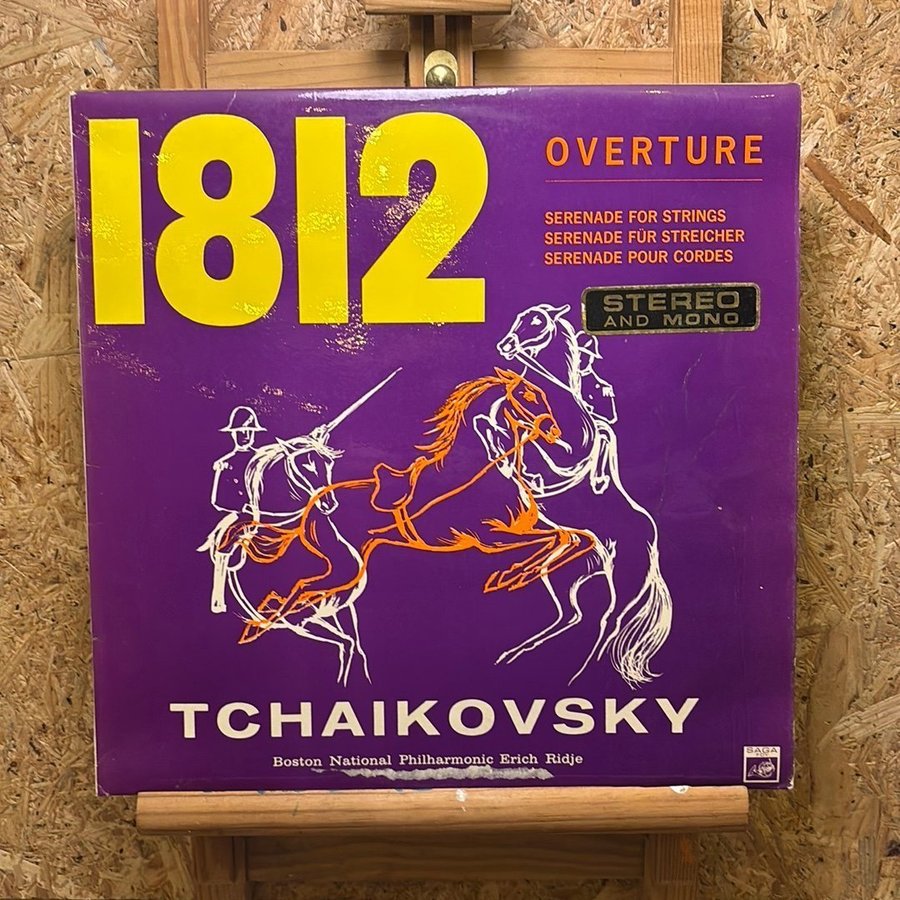 1812
OVERTURE
SERENADE FOR STRINGS
SERENADE FÜR STREICHER
SERENADE POUR CORDES
STEREO
AND MONO
TCHAIKOVSKY
Boston National Philharmonic Erich Ridje
SAGA